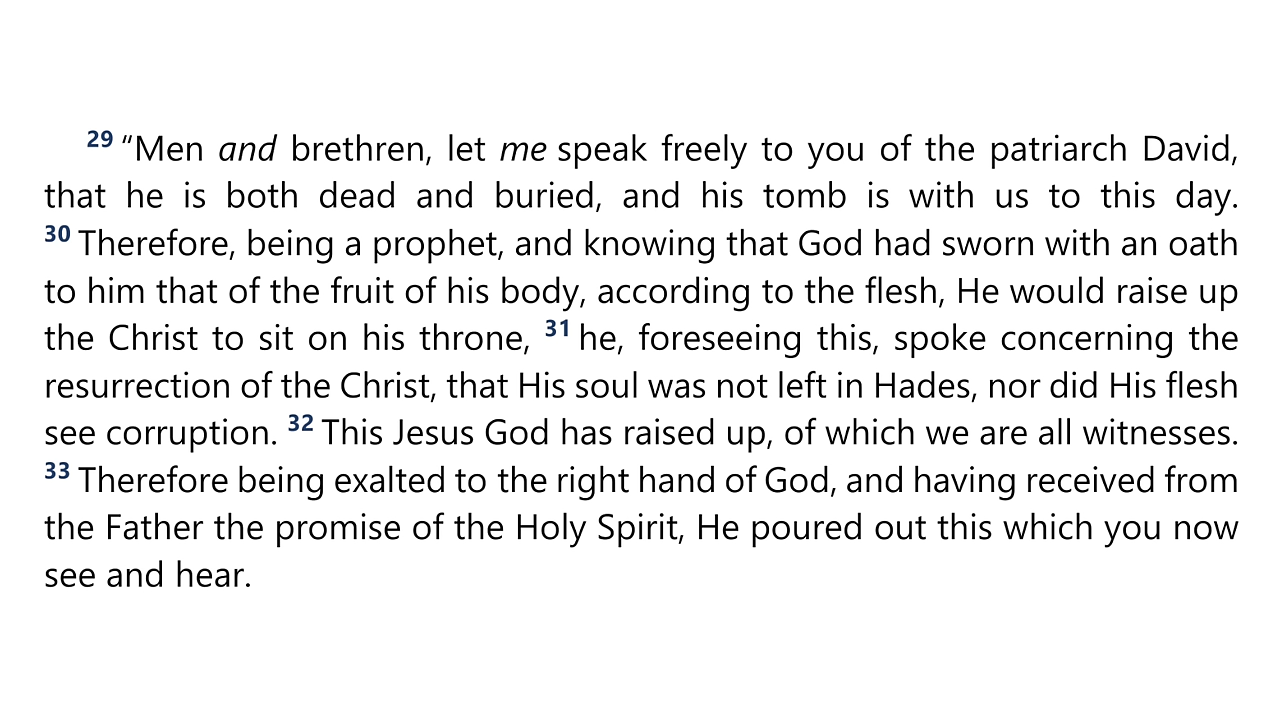 29 “Men and brethren, let me speak freely to you of the patriarch David,
that he is both dead and buried, and his tomb is with us to this day.
30 Therefore, being a prophet, and knowing that God had sworn with an oath
to him that of the fruit of his body, according to the flesh, He would raise up
the Christ to sit on his throne, 31 he, foreseeing this, spoke concerning the
resurrection of the Christ, that His soul was not left in Hades, nor did His flesh
see corruption. 32 This Jesus God has raised up, of which we are all witnesses.
33 Therefore being exalted to the right hand of God, and having received from
the Father the promise of the Holy Spirit, He poured out this which you now
see and hear.